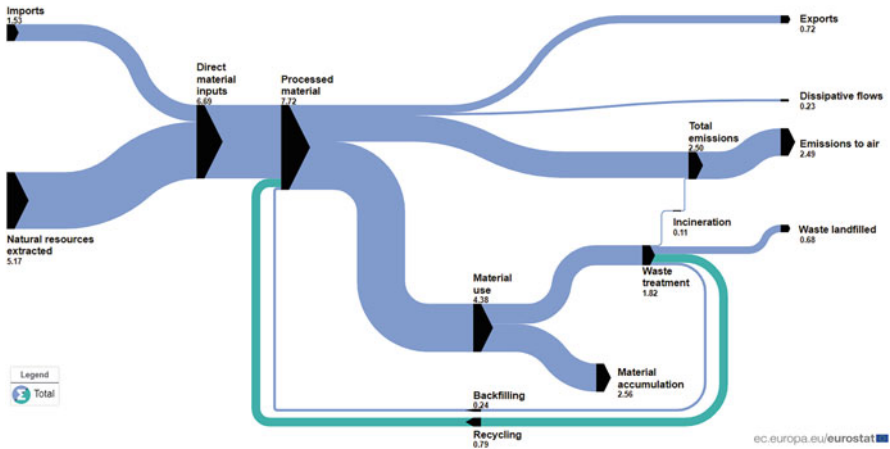 Imports
1.53
Exports
0.72
Direct
material
inputs
6.69
Processed
material
7.72
Dissipative flows
0.23
Total
emissions
2.50
Emissions to air
2.49
Natural resources
extracted
5.17
Incineration
0.11
Waste landfilled
0.68
Material
use
4.38
Waste
treatment
1.82
Material
accumulation
2.56
Legend
Σ Total
Backfilling
0.24
Recycling
0.79
ec.europa.eu/eurostat